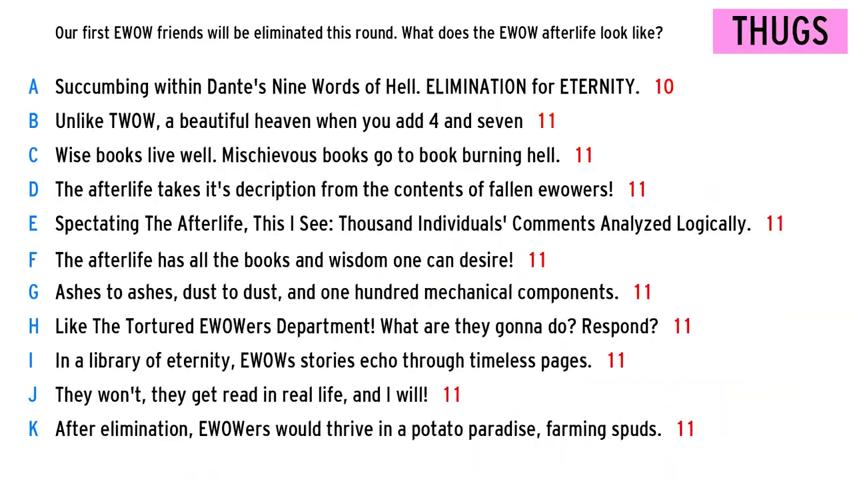 Our first EWOW friends will be eliminated this round. What does the EWOW afterlife look like?
THUGS
A Succumbing within Dante's Nine Words of Hell. ELIMINATION for ETERNITY. 10
B Unlike TWOW, a beautiful heaven when you add 4 and seven 11
C Wise books live well. Mischievous books go to book burning hell. 11
D The afterlife takes it's decription from the contents of fallen ewowers! 11
E Spectating The Afterlife, This I See: Thousand Individuals' Comments Analyzed Logically. 11
F The afterlife has all the books and wisdom one can desire! 11
G Ashes to ashes, dust to dust, and one hundred mechanical components. 11
H Like The Tortured EWOWers Department! What are they gonna do? Respond? 11
I In a library of eternity, EWOWs stories echo through timeless pages. 11
J They won't, they get read in real life, and I will! 11
K After elimination, EWOWers would thrive in a potato paradise, farming spuds. 11